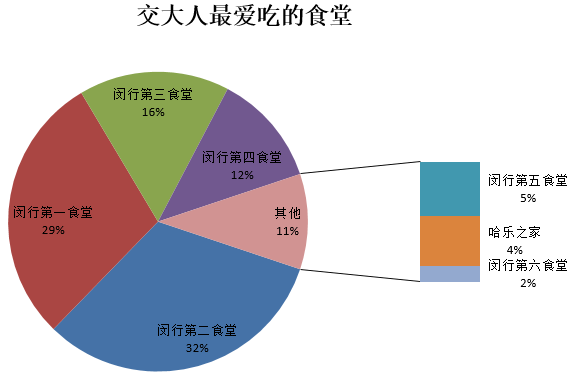 交大人最爱吃的食堂
闵行第三食堂
16%
闵行第四食堂
12%
闵行第五食堂
5%
闵行第一食堂
29%
其他
11%
哈乐之家
4%
闵行第六食堂
2%
闵行第二食堂
32%